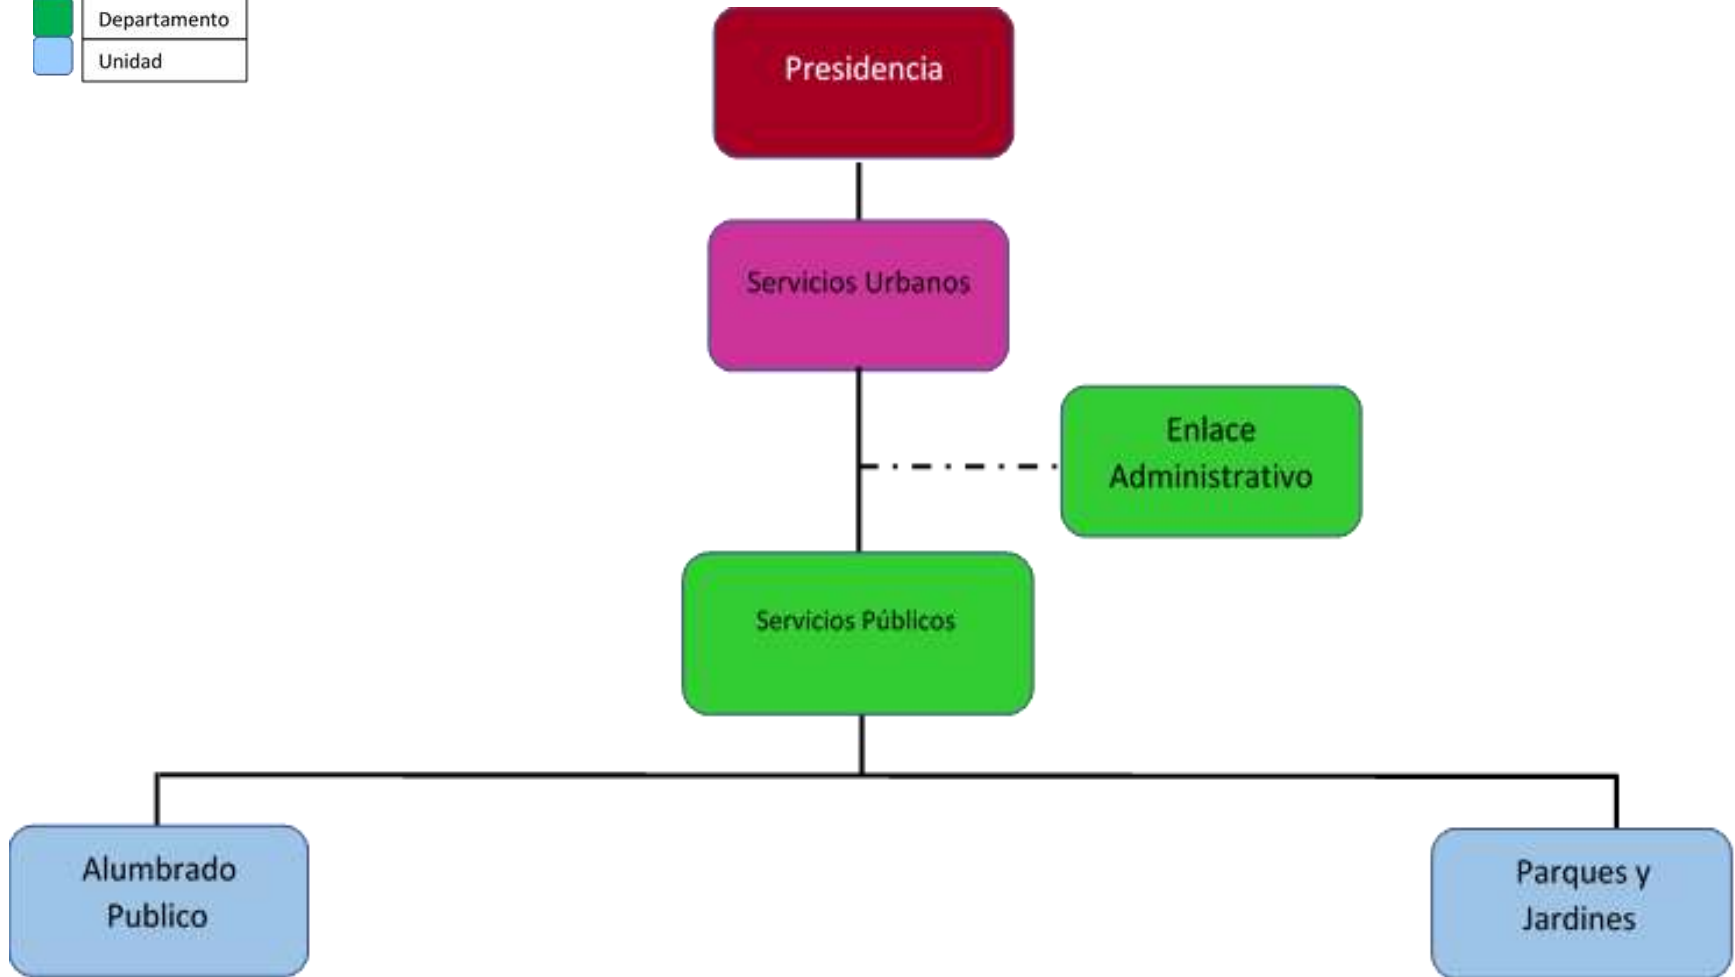 Departamento
Unidad
Presidencia
Servicios Urbanos
Enlace
Administrativo
Servicios Públicos
Alumbrado
Publico
Parques y
Jardines